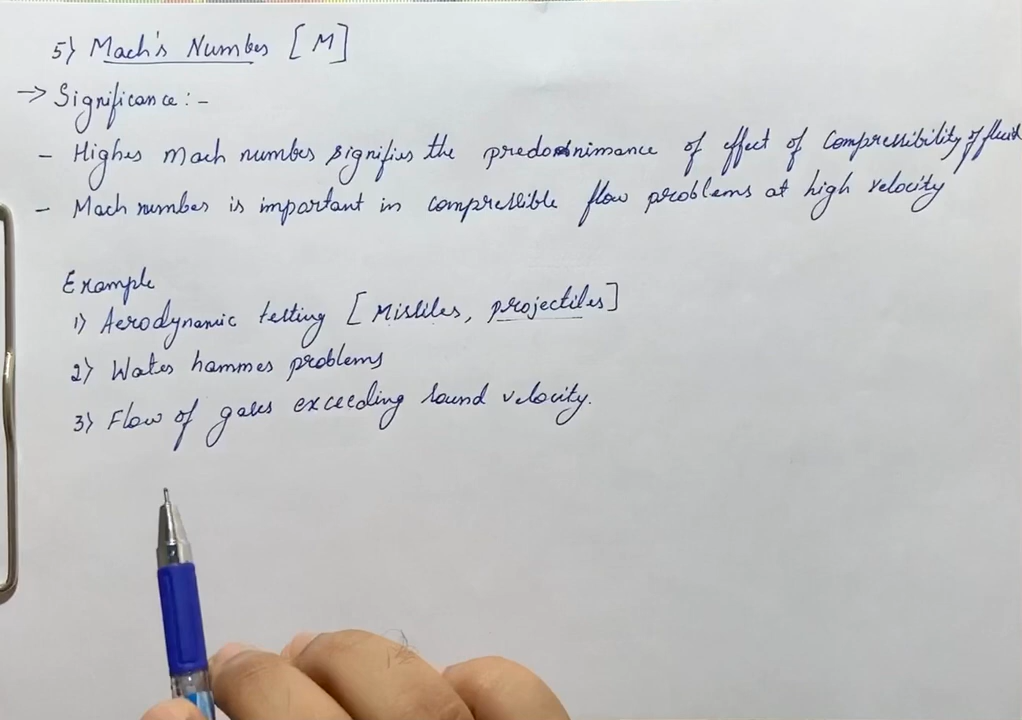 5) Mach's Number [M]
→ Significance:-
- Higher Mach number signifies the predominimance of effect of Compressibility of fluid
- Mach number is important in compressible flow problems at high velocity
Example
1) Aerodynamic testing [Missiles, projectiles]
2) Water hammer problems
3) Flow of gases exceeding sound velocity.